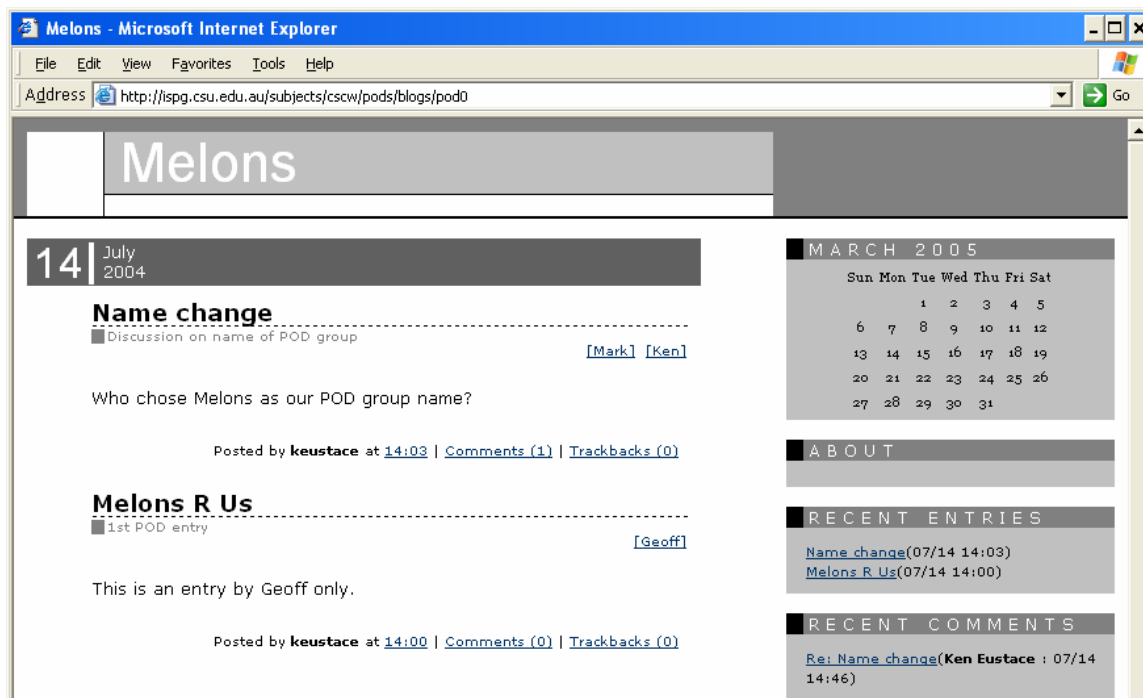 Melons - Microsoft Internet Explorer
File Edit View Favorites Tools Help
Address http://ispg.csu.edu.au/subjects/cscw/pods/blogs/pod0 Go
Melons
14 July
2004
Name change
Discussion on name of POD group
[Mark] [Ken]
Who chose Melons as our POD group name?
Posted by keustace at 14:03 | Comments (1) | Trackbacks (0)
Melons R Us
1st POD entry
[Geoff]
This is an entry by Geoff only.
Posted by keustace at 14:00 | Comments (0) | Trackbacks (0)
MARCH 2005
Sun Mon Tue Wed Thu Fri Sat
1 2 3 4 5
6 7 8 9 10 11 12
13 14 15 16 17 18 19
20 21 22 23 24 25 26
27 28 29 30 31
ABOUT
RECENT ENTRIES
Name change(07/14 14:03)
Melons R Us(07/14 14:00)
RECENT COMMENTS
Re: Name change(Ken Eustace : 07/14
14:46)